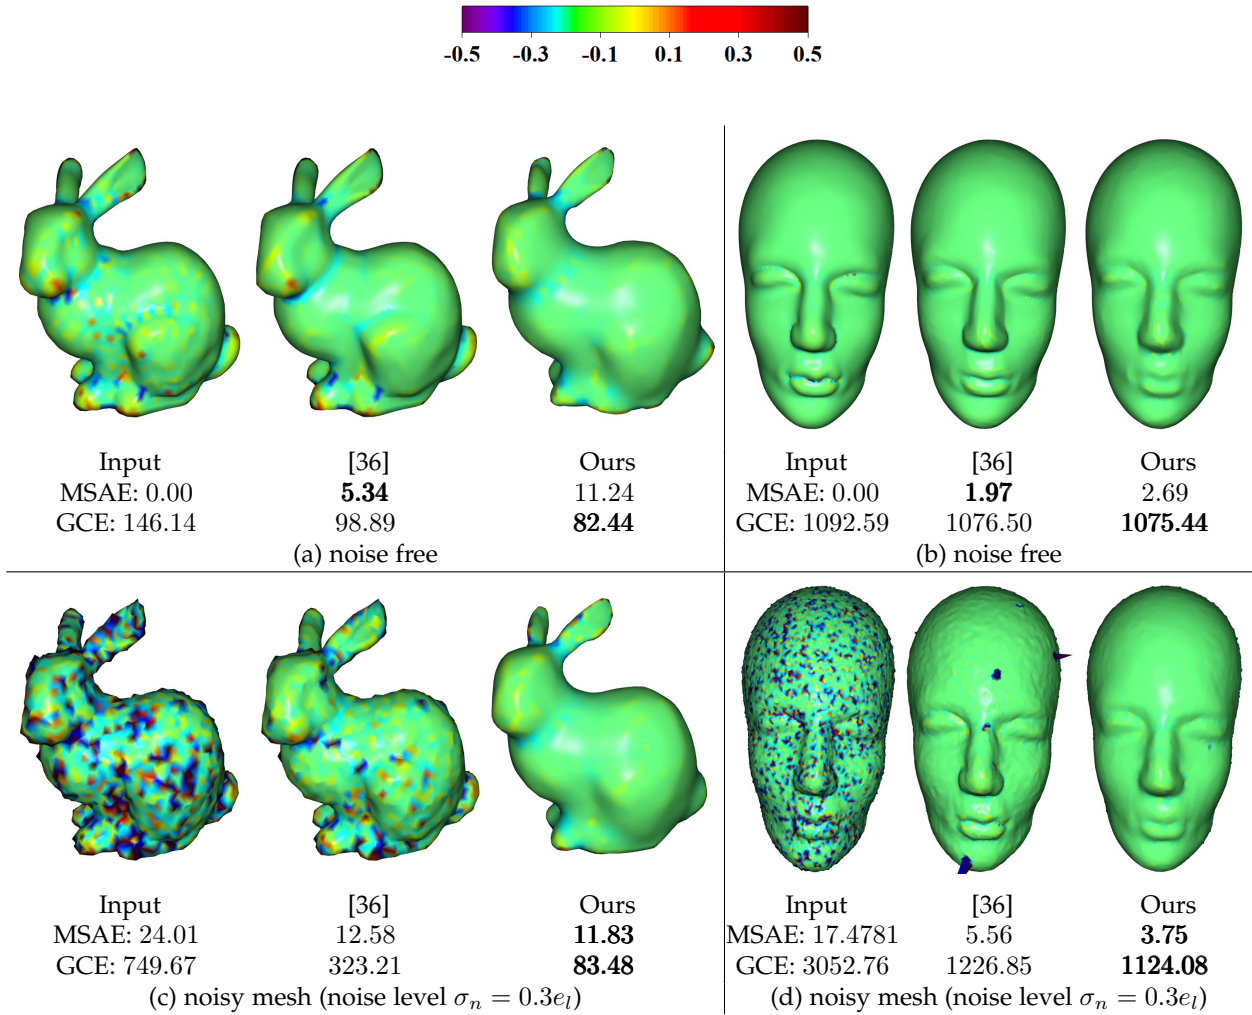 -0.5 -0.3 -0.1 0.1 0.3 0.5
Input [36] Ours
MSAE: 0.00 5.34 11.24
GCE: 146.14 98.89 82.44
(a) noise free
Input [36] Ours
MSAE: 0.00 1.97 2.69
GCE: 1092.59 1076.50 1075.44
(b) noise free
Input [36] Ours
MSAE: 24.01 12.58 11.83
GCE: 749.67 323.21 83.48
(c) noisy mesh (noise level σₙ = 0.3eₗ)
Input [36] Ours
MSAE: 17.4781 5.56 3.75
GCE: 3052.76 1226.85 1124.08
(d) noisy mesh (noise level σₙ = 0.3eₗ)